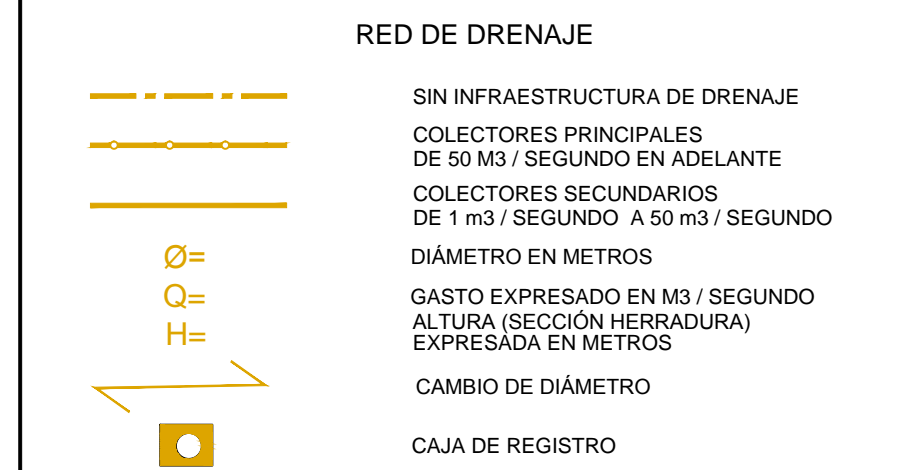 RED DE DRENAJE
SIN INFRAESTRUCTURA DE DRENAJE
COLECTORES PRINCIPALES
DE 50 M3 / SEGUNDO EN ADELANTE
COLECTORES SECUNDARIOS
DE 1 m3 / SEGUNDO A 50 m3 / SEGUNDO
Ø= DIÁMETRO EN METROS
Q= GASTO EXPRESADO EN M3 / SEGUNDO
H= ALTURA (SECCIÓN HERRADURA)
EXPRESADA EN METROS
CAMBIO DE DIÁMETRO
CAJA DE REGISTRO